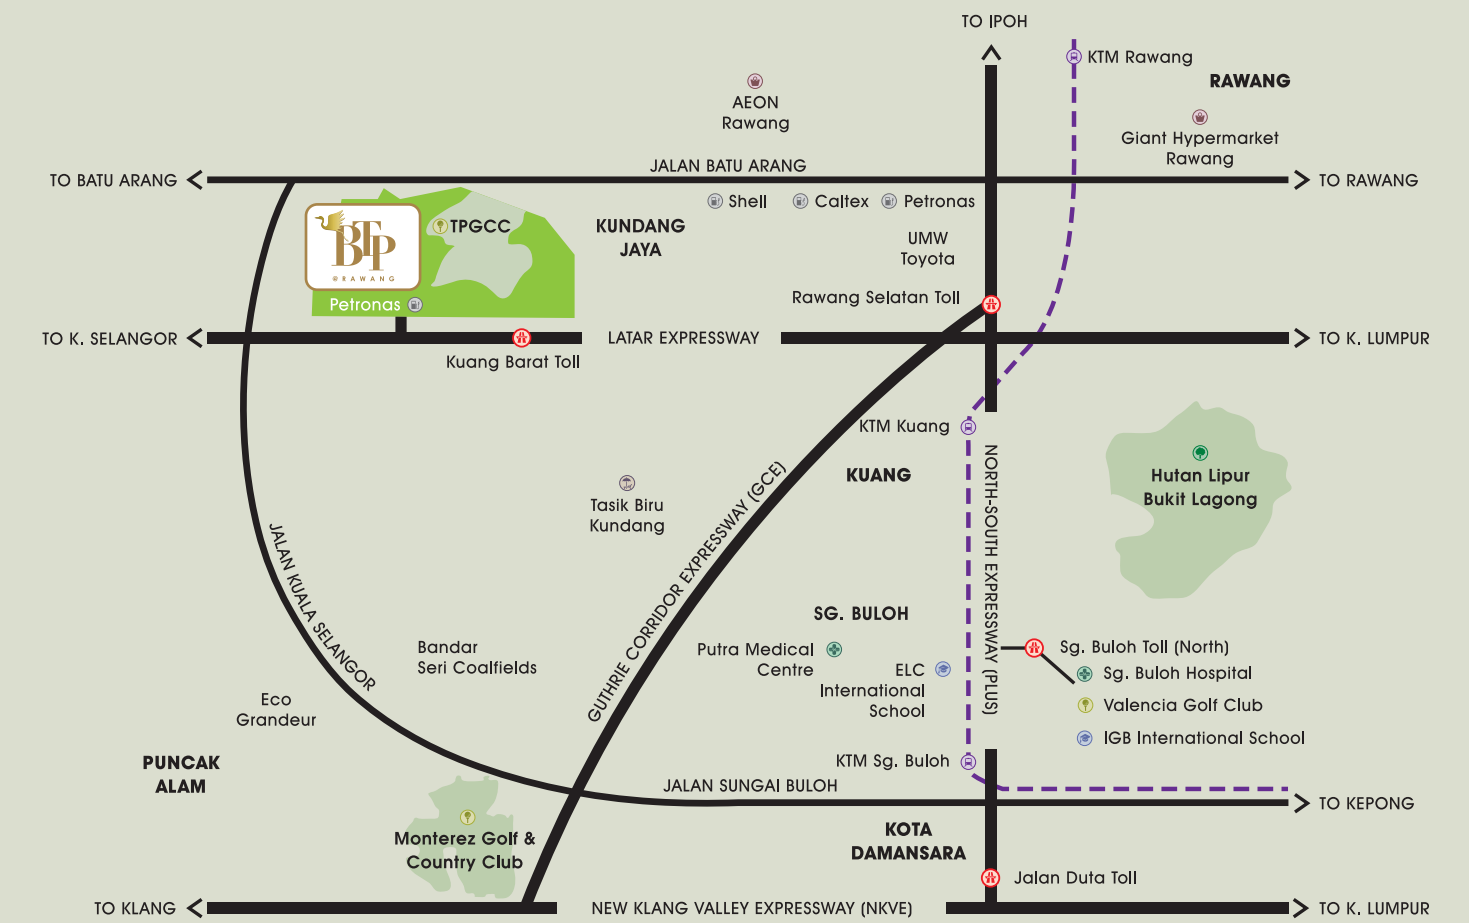 TO IPOH
KTM Rawang
RAWANG
AEON
Rawang
Giant Hypermarket
Rawang
JALAN BATU ARANG
TO BATU ARANG
TO RAWANG
Shell
Caltex
Petronas
TPGCC
KUNDANG
JAYA
BTP
@RAWANG
UMW
Toyota
Petronas
Rawang Selatan Toll
TO K. SELANGOR
LATAR EXPRESSWAY
TO K. LUMPUR
Kuang Barat Toll
KTM Kuang
KUANG
Hutan Lipur
Bukit Lagong
Tasik Biru
Kundang
NORTH-SOUTH EXPRESSWAY (PLUS)
GUTHRIE CORRIDOR EXPRESSWAY (GCE)
JALAN KUALA SELANGOR
SG. BULOH
Putra Medical
Centre
ELC
International
School
Sg. Buloh Toll (North)
Sg. Buloh Hospital
Valencia Golf Club
IGB International School
Bandar
Seri Coalfields
Eco
Grandeur
PUNCAK
ALAM
KTM Sg. Buloh
JALAN SUNGAI BULOH
TO KEPONG
Monterez Golf &
Country Club
KOTA
DAMANSARA
Jalan Duta Toll
TO KLANG
NEW KLANG VALLEY EXPRESSWAY (NKVE)
TO K. LUMPUR